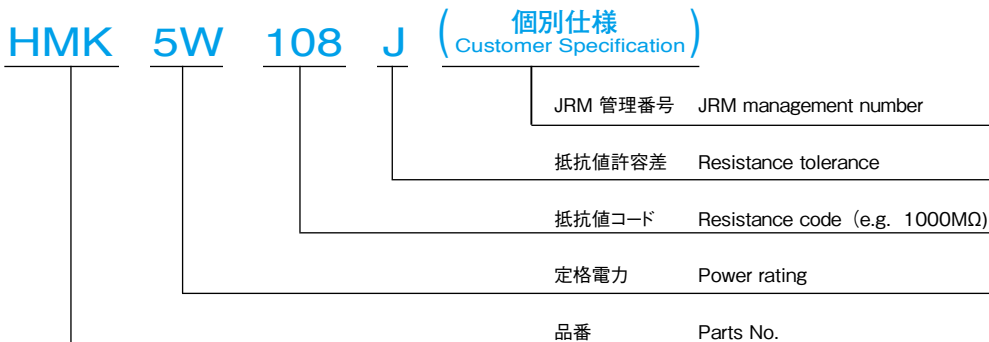 HMK 5W 108 J (個別仕様
Customer Specification)
JRM 管理番号 JRM management number
抵抗値許容差 Resistance tolerance
抵抗値コード Resistance code (e.g. 1000MΩ)
定格電力 Power rating
品番 Parts No.